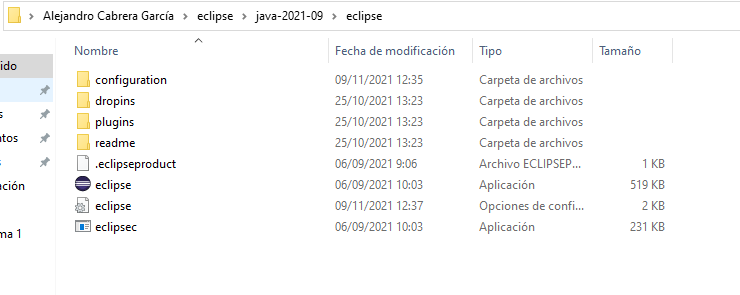 Alejandro Cabrera García > eclipse > java-2021-09 > eclipse
Nombre Fecha de modificación Tipo Tamaño
ido
configuration 09/11/2021 12:35 Carpeta de archivos
dropins 25/10/2021 13:23 Carpeta de archivos
s
plugins 25/10/2021 13:23 Carpeta de archivos
ntos
readme 25/10/2021 13:23 Carpeta de archivos
s
.eclipseproduct 06/09/2021 9:06 Archivo ECLIPSEP... 1 KB
ación
eclipse 06/09/2021 10:03 Aplicación 519 KB
eclipse 09/11/2021 12:37 Opciones de confi... 2 KB
eclipsec 06/09/2021 10:03 Aplicación 231 KB
ma 1